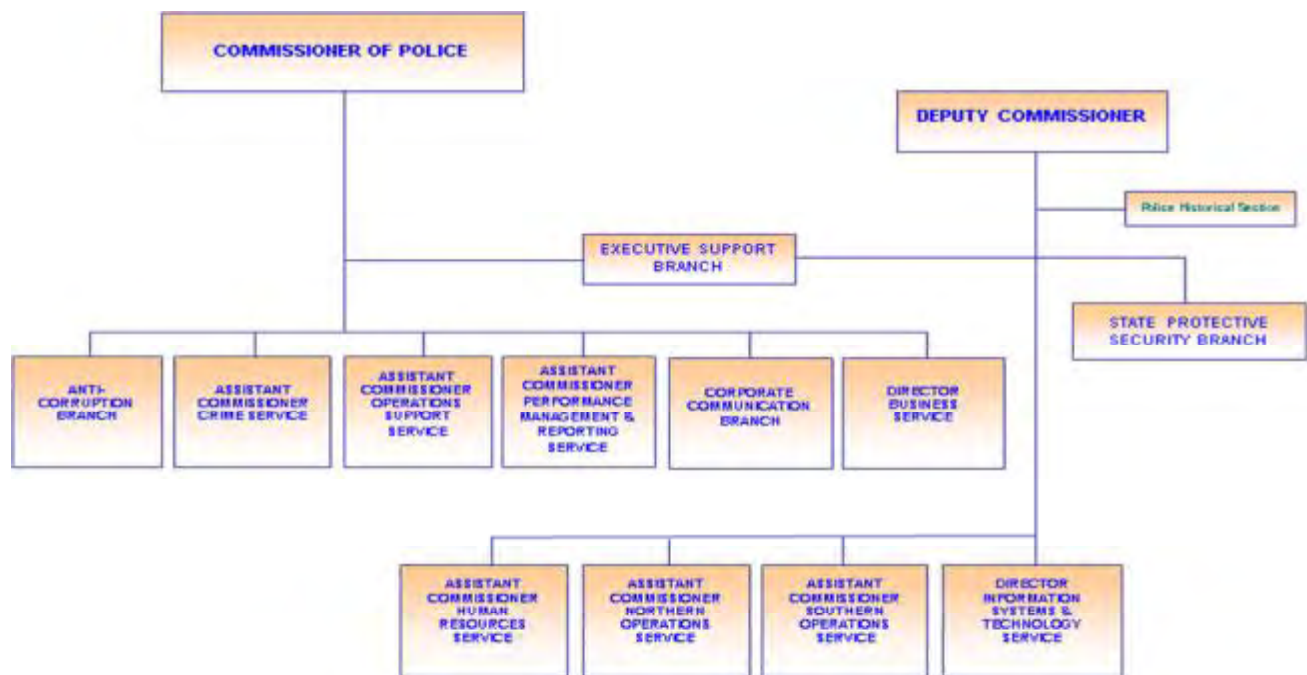 COMMISSIONER OF POLICE
DEPUTY COMMISSIONER
Police Historical Section
EXECUTIVE SUPPORT
BRANCH
STATE PROTECTIVE
SECURITY BRANCH
ANTI-
CORRUPTION
BRANCH
ASSISTANT
COMMISSIONER
CRIME SERVICE
ASSISTANT
COMMISSIONER
OPERATIONS
SUPPORT
SERVICE
ASSISTANT
COMMISSIONER
PERFORMANCE
MANAGEMENT &
REPORTING
SERVICE
CORPORATE
COMMUNICATION
BRANCH
DIRECTOR
BUSINESS
SERVICE
ASSISTANT
COMMISSIONER
HUMAN
RESOURCES
SERVICE
ASSISTANT
COMMISSIONER
NORTHERN
OPERATIONS
SERVICE
ASSISTANT
COMMISSIONER
SOUTHERN
OPERATIONS
SERVICE
DIRECTOR
INFORMATION
SYSTEMS &
TECHNOLOGY
SERVICE